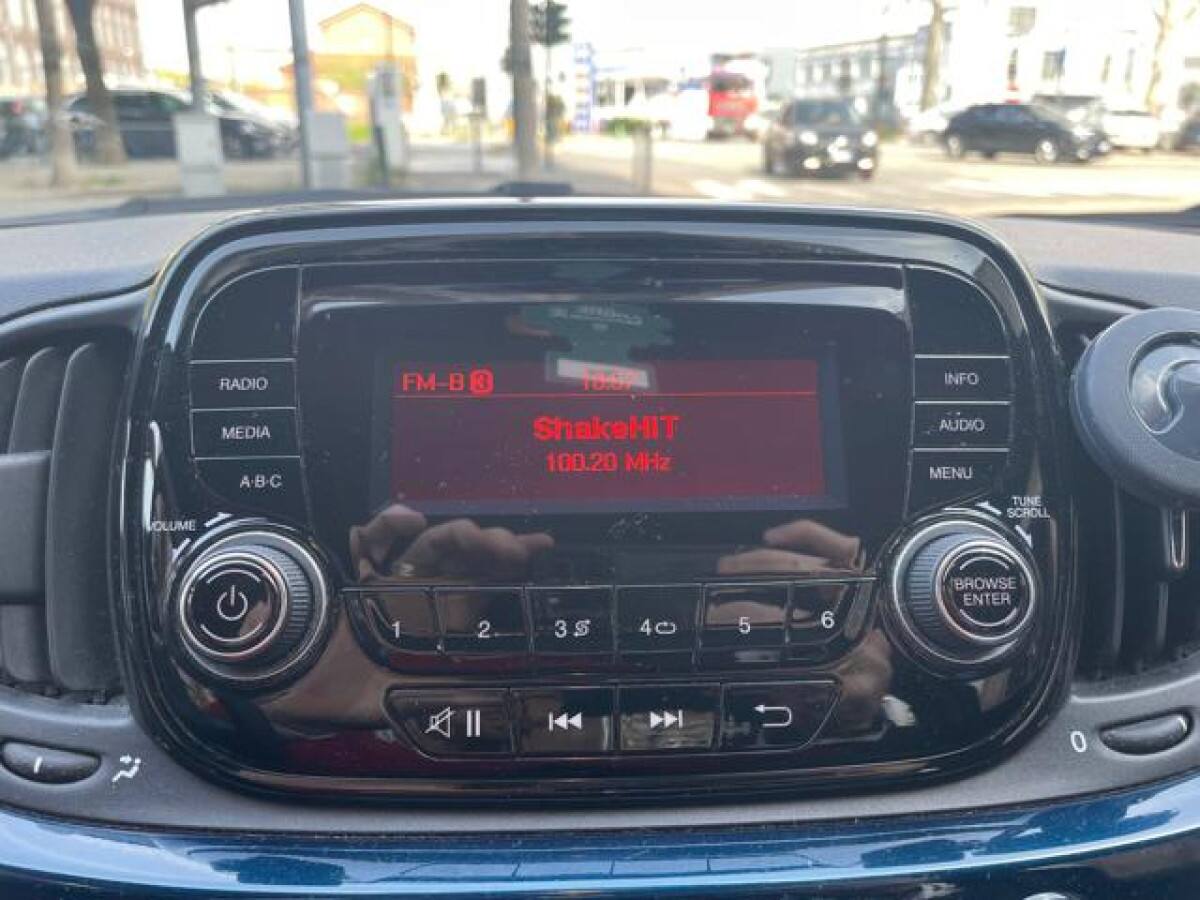 RADIO
MEDIA
A·B·C
VOLUME
FM-B 3
ShakeHIT
100.20 MHz
INFO
AUDIO
MENU
TUNE
SCROLL
BROWSE
ENTER
1 2 3 4 5 6
0